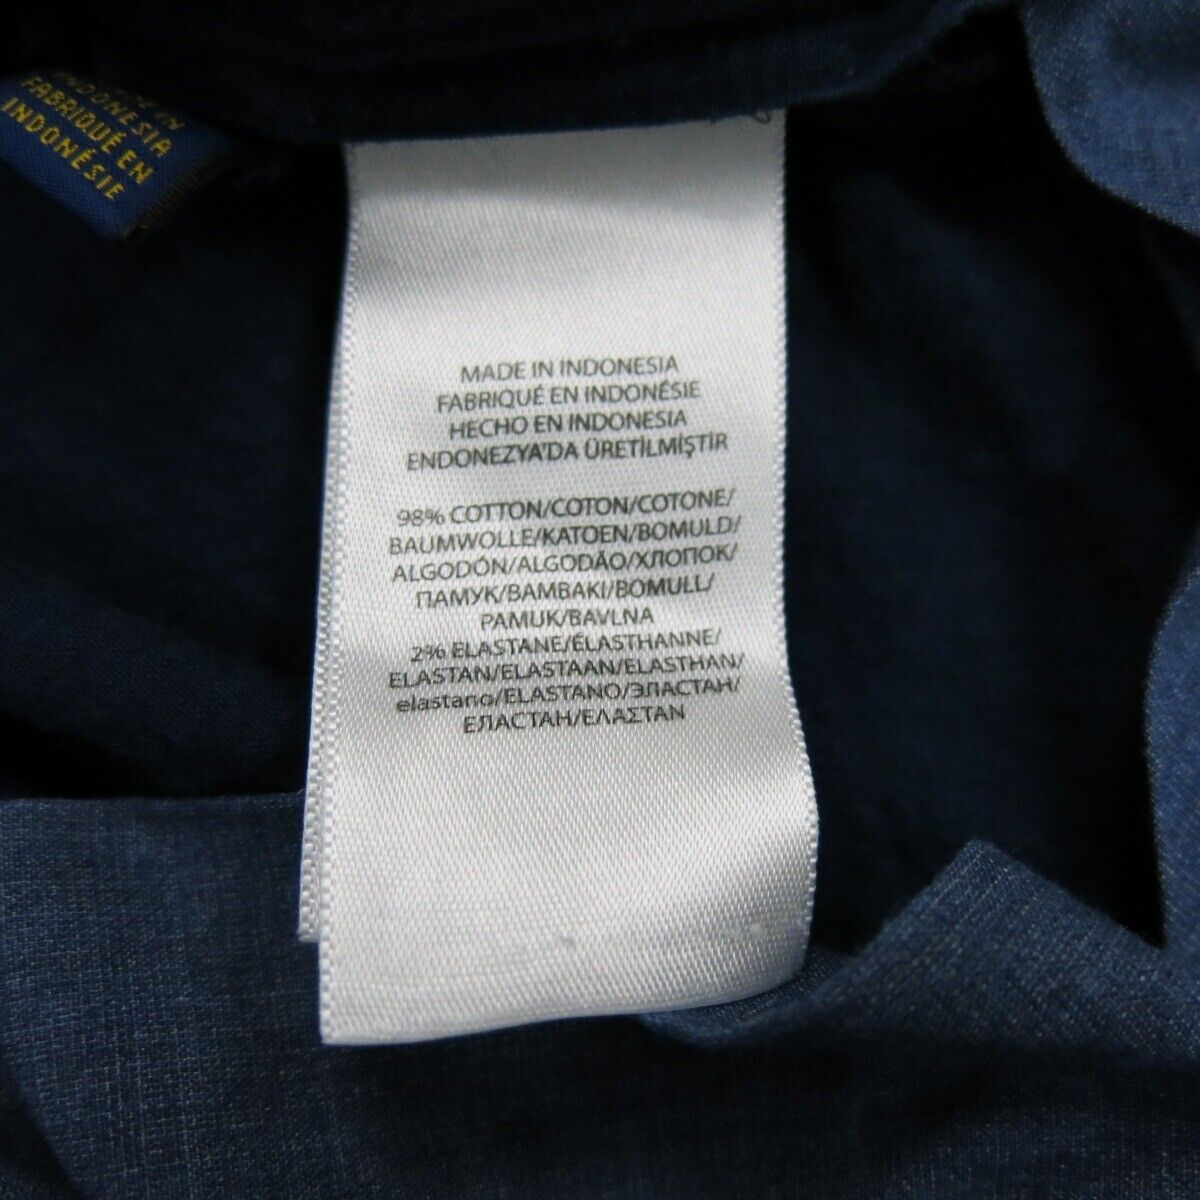 INDONESIA
FABRIQUÉ EN
INDONÉSIE
MADE IN INDONESIA
FABRIQUÉ EN INDONÉSIE
HECHO EN INDONESIA
ENDONEZYA'DA ÜRETİLMİŞTİR
98% COTTON/COTON/COTONE/
BAUMWOLLE/KATOEN/BOMULD/
ALGODÓN/ALGODÃO/ХЛОПОК/
ПАМУК/BAMBAKI/BOMULL/
PAMUK/BAVLNA
2% ELASTANE/ÉLASTHANNE/
ELASTAN/ELASTAAN/ELASTHAN/
elastano/ELASTANO/ЭЛАСТАН/
ЕЛАСТАН/ΕΛΑΣΤΑΝ